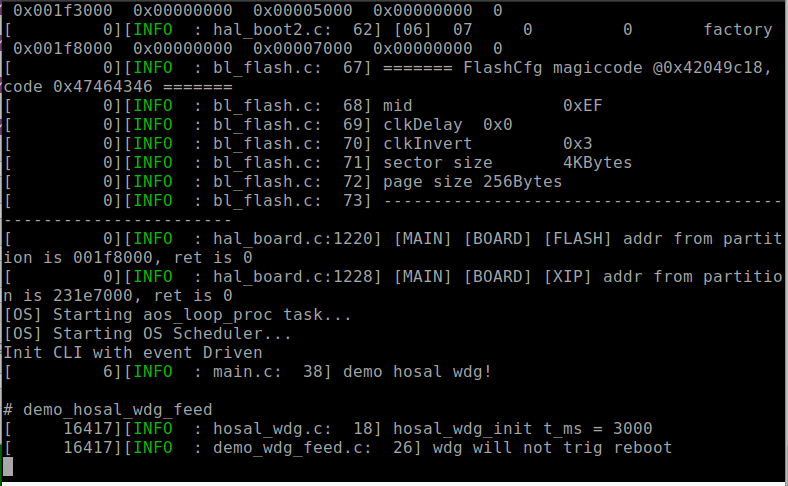 0x001f3000  0x00000000  0x00005000  0x00000000  0
[         0][INFO  : hal_boot2.c:  62] [06]  07     0         0       factory
 0x001f8000  0x00000000  0x00007000  0x00000000  0
[         0][INFO  : bl_flash.c:  67] ======= FlashCfg magiccode @0x42049c18,
code 0x47464346 =======
[         0][INFO  : bl_flash.c:  68] mid               0xEF
[         0][INFO  : bl_flash.c:  69] clkDelay  0x0
[         0][INFO  : bl_flash.c:  70] clkInvert         0x3
[         0][INFO  : bl_flash.c:  71] sector size       4KBytes
[         0][INFO  : bl_flash.c:  72] page size 256Bytes
[         0][INFO  : bl_flash.c:  73] ----------------------------------------
-----------------------
[         0][INFO  : hal_board.c:1220] [MAIN] [BOARD] [FLASH] addr from partit
ion is 001f8000, ret is 0
[         0][INFO  : hal_board.c:1228] [MAIN] [BOARD] [XIP] addr from partitio
n is 231e7000, ret is 0
[OS] Starting aos_loop_proc task...
[OS] Starting OS Scheduler...
Init CLI with event Driven
[         6][INFO  : main.c:  38] demo hosal wdg!
# demo_hosal_wdg_feed
[     16417][INFO  : hosal_wdg.c:  18] hosal_wdg_init t_ms = 3000
[     16417][INFO  : demo_wdg_feed.c:  26] wdg will not trig reboot